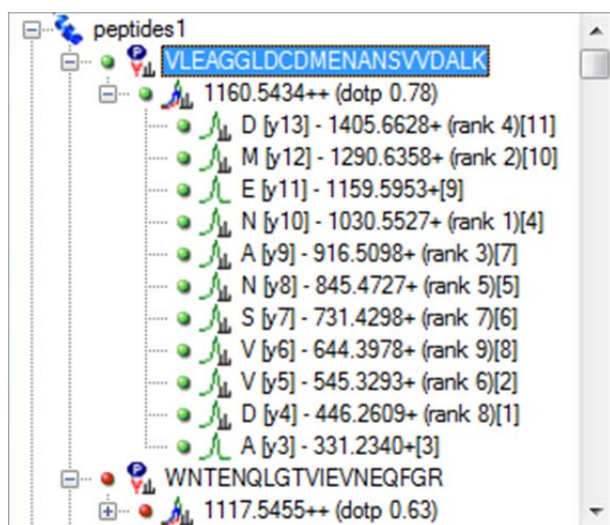 peptides1
VLEAGGLDCDMENANSVVDALK
1160.5434++ (dotp 0.78)
D [y13] - 1405.6628+ (rank 4)[11]
M [y12] - 1290.6358+ (rank 2)[10]
E [y11] - 1159.5953+[9]
N [y10] - 1030.5527+ (rank 1)[4]
A [y9] - 916.5098+ (rank 3)[7]
N [y8] - 845.4727+ (rank 5)[5]
S [y7] - 731.4298+ (rank 7)[6]
V [y6] - 644.3978+ (rank 9)[8]
V [y5] - 545.3293+ (rank 6)[2]
D [y4] - 446.2609+ (rank 8)[1]
A [y3] - 331.2340+[3]
WNTENQLGTVIEVNEQFGR
1117.5455++ (dotp 0.63)